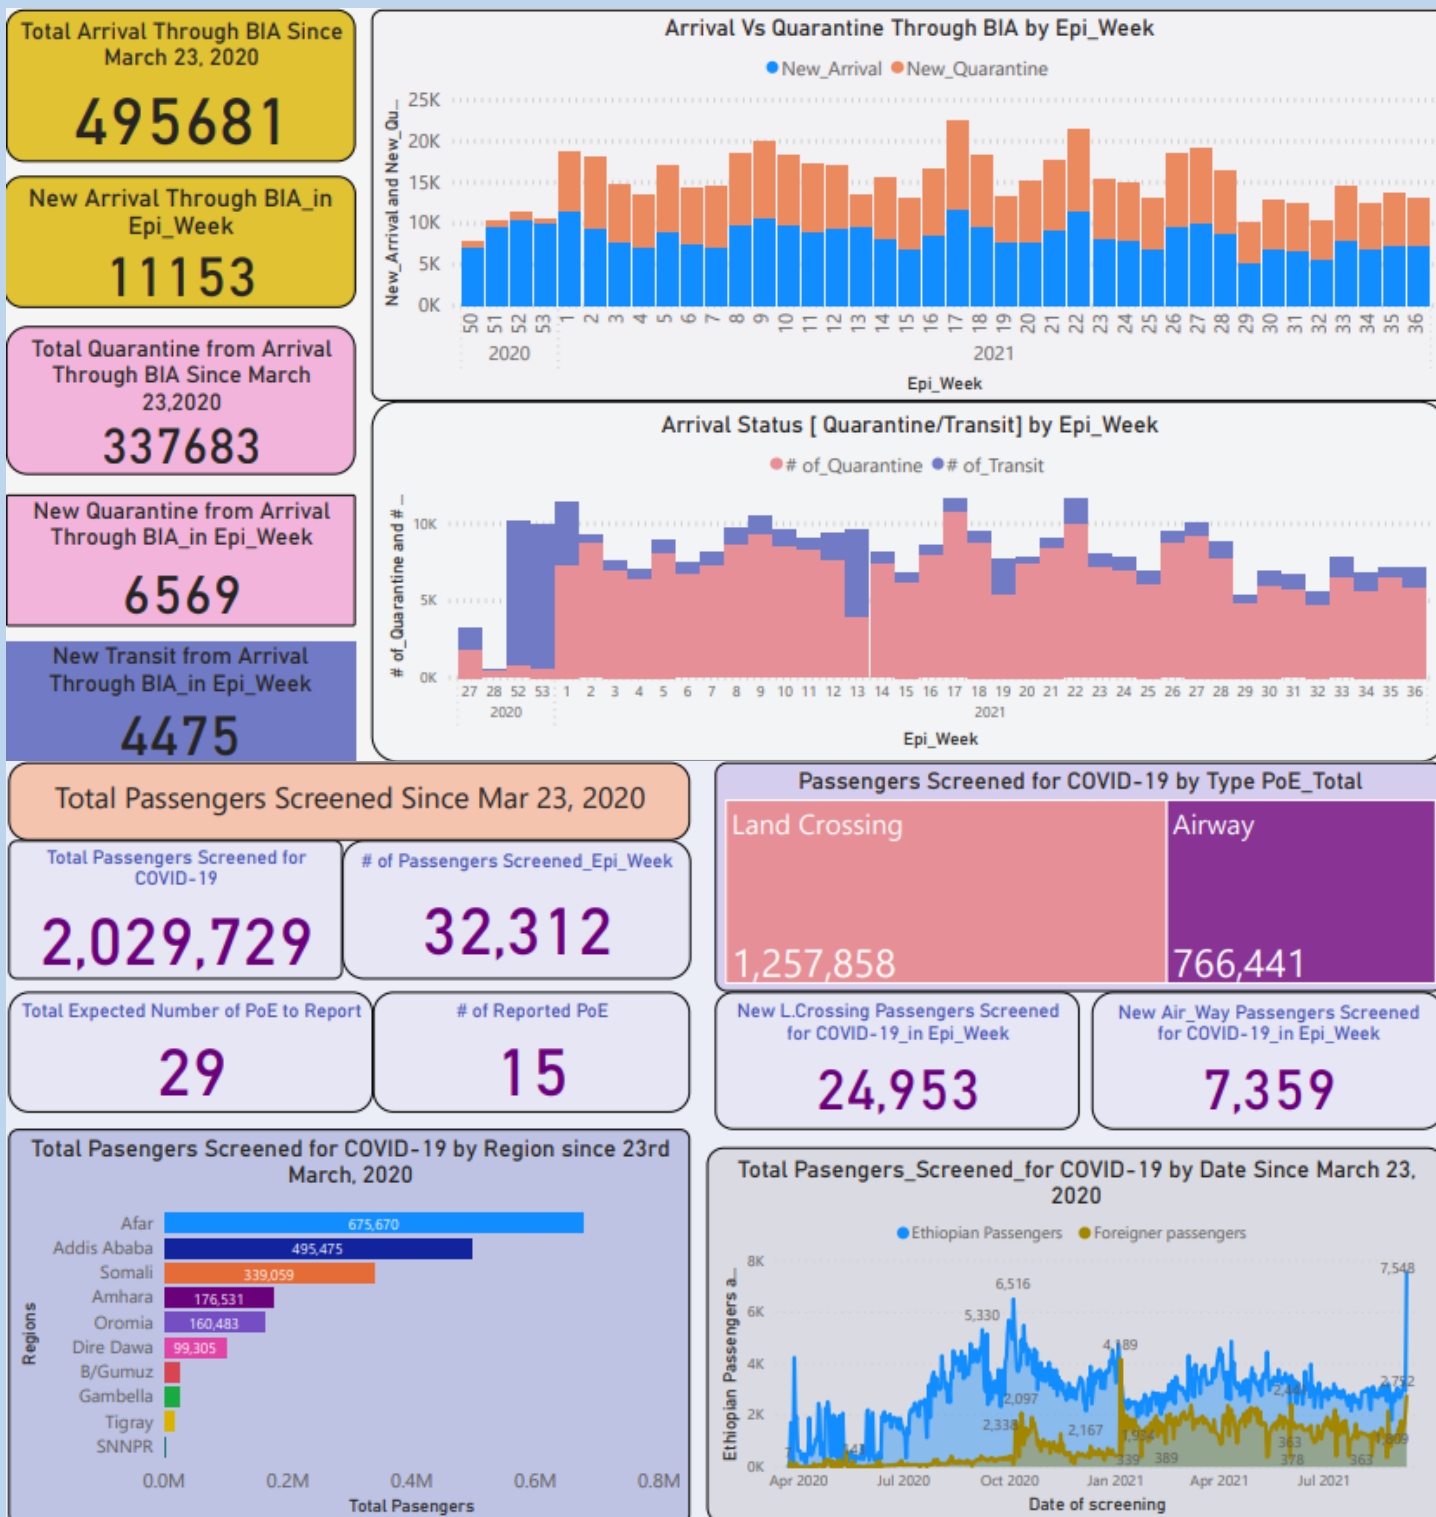 Total Arrival Through BIA Since
March 23, 2020
495681
New Arrival Through BIA_in
Epi_Week
11153
Total Quarantine from Arrival
Through BIA Since March
23,2020
337683
New Quarantine from Arrival
Through BIA_in Epi_Week
6569
New Transit from Arrival
Through BIA_in Epi_Week
4475
Arrival Vs Quarantine Through BIA by Epi_Week
New_Arrival New_Quarantine
New_Arrival and New_Qu...
25K
20K
15K
10K
5K
0K
50 51 52 53 1 2 3 4 5 6 7 8 9 10 11 12 13 14 15 16 17 18 19 20 21 22 23 24 25 26 27 28 29 30 31 32 33 34 35 36
2020 2021
Epi_Week
Arrival Status [ Quarantine/Transit] by Epi_Week
# of_Quarantine # of_Transit
# of_Quarantine and # ...
10K
5K
0K
27 28 52 53 1 2 3 4 5 6 7 8 9 10 11 12 13 14 15 16 17 18 19 20 21 22 23 24 25 26 27 28 29 30 31 32 33 34 35 36
2020 2021
Epi_Week
Total Passengers Screened Since Mar 23, 2020
Total Passengers Screened for
COVID-19
2,029,729
# of Passengers Screened_Epi_Week
32,312
Total Expected Number of PoE to Report
29
# of Reported PoE
15
Passengers Screened for COVID-19 by Type PoE_Total
Land Crossing
1,257,858
Airway
766,441
New L.Crossing Passengers Screened
for COVID-19_in Epi_Week
24,953
New Air_Way Passengers Screened
for COVID-19_in Epi_Week
7,359
Total Pasengers Screened for COVID-19 by Region since 23rd
March, 2020
Regions
Afar 675,670
Addis Ababa 495,475
Somali 339,059
Amhara 176,531
Oromia 160,483
Dire Dawa 99,305
B/Gumuz
Gambella
Tigray
SNNPR
0.0M 0.2M 0.4M 0.6M 0.8M
Total Pasengers
Total Pasengers_Screened_for COVID-19 by Date Since March 23,
2020
Ethiopian Passengers Foreigner passengers
Ethiopian Passengers a...
8K
6K
4K
2K
0K
7,548
6,516
5,330
4,189
2,752
2,097
2,338
2,167
339
389
363
378
363
Apr 2020 Jul 2020 Oct 2020 Jan 2021 Apr 2021 Jul 2021
Date of screening